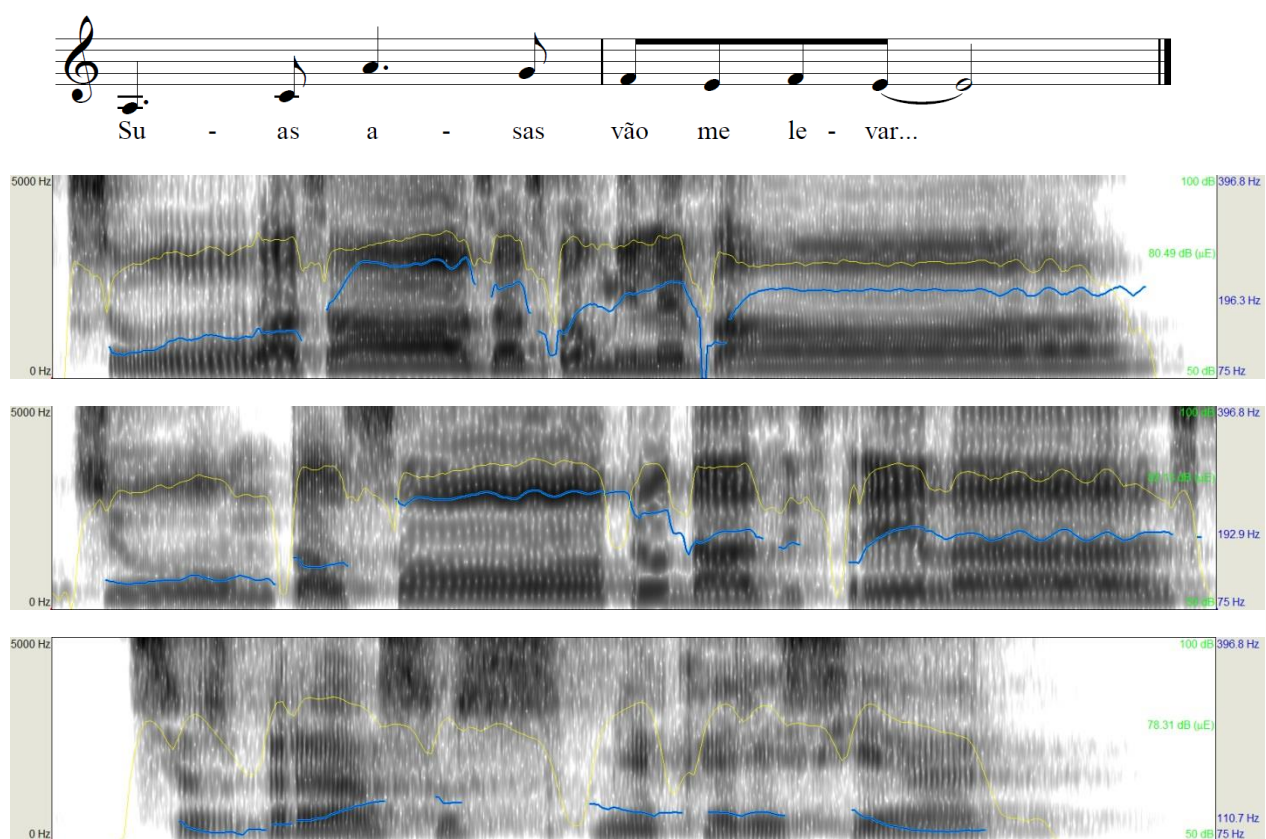 Su - as a - sas vão me le - var...
5000 Hz 100 dB 396.8 Hz
80.49 dB (µE)
196.3 Hz
0 Hz 50 dB 75 Hz
5000 Hz 100 dB 396.8 Hz
192.9 Hz
0 Hz 75 Hz
5000 Hz 100 dB 396.8 Hz
78.31 dB (µE)
110.7 Hz
0 Hz 50 dB 75 Hz